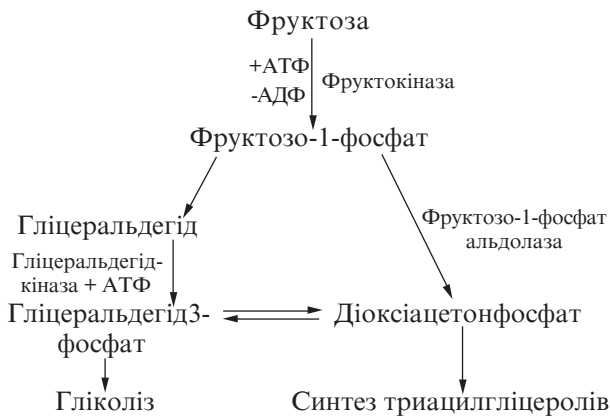 Фруктоза
+АТФ
-АДФ
Фруктокіназа
Фруктозо-1-фосфат
Гліцеральдегід
Фруктозо-1-фосфат
альдолаза
Гліцеральдегід-
кіназа + АТФ
Гліцеральдегід3-
фосфат
Діоксіацетонфосфат
Гліколіз
Синтез триацилгліцеролів